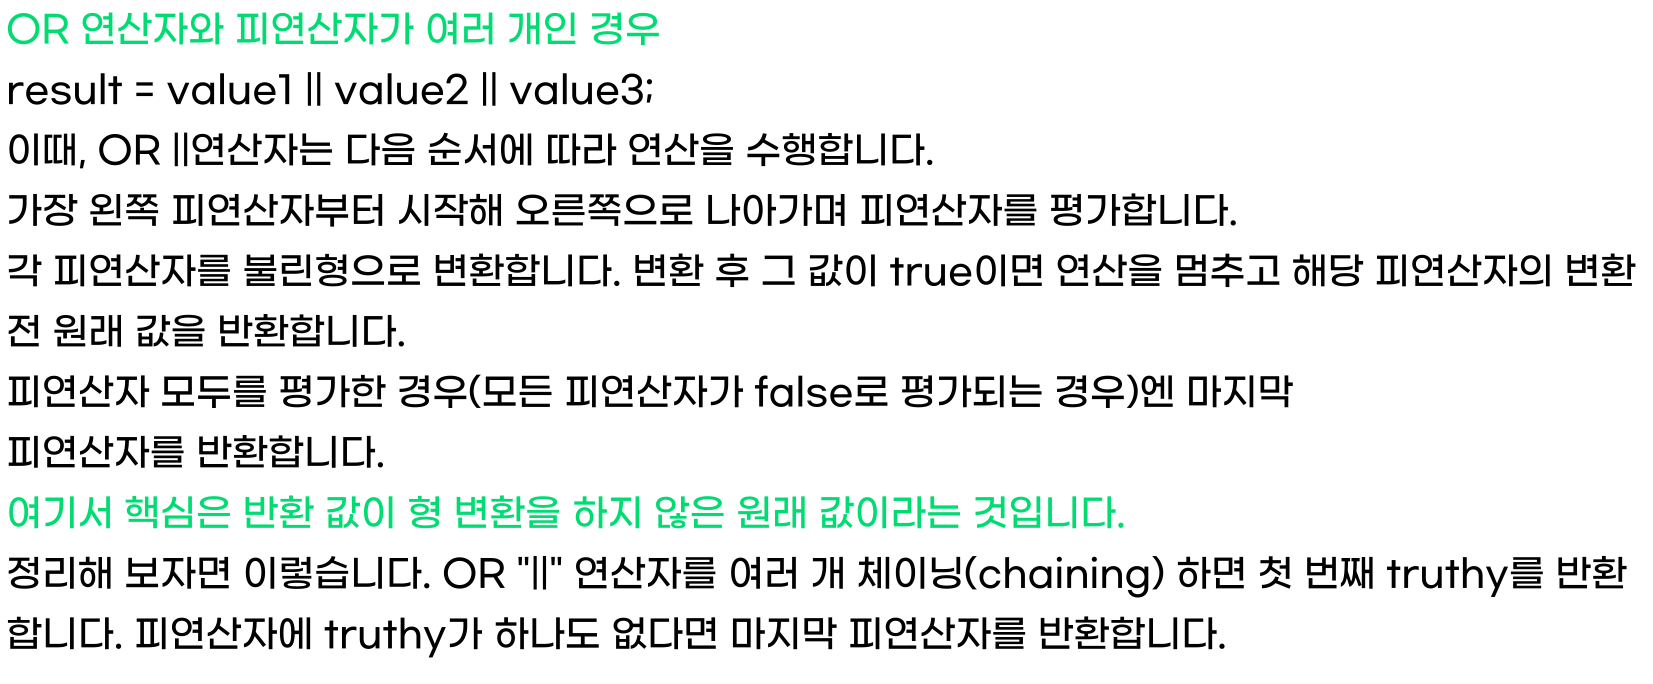 OR 연산자와 피연산자가 여러 개인 경우
result = value1 || value2 || value3;
이때, OR ||연산자는 다음 순서에 따라 연산을 수행합니다.
가장 왼쪽 피연산자부터 시작해 오른쪽으로 나아가며 피연산자를 평가합니다.
각 피연산자를 불린형으로 변환합니다. 변환 후 그 값이 true이면 연산을 멈추고 해당 피연산자의 변환
전 원래 값을 반환합니다.
피연산자 모두를 평가한 경우(모든 피연산자가 false로 평가되는 경우)엔 마지막
피연산자를 반환합니다.
여기서 핵심은 반환 값이 형 변환을 하지 않은 원래 값이라는 것입니다.
정리해 보자면 이렇습니다. OR "||" 연산자를 여러 개 체이닝(chaining) 하면 첫 번째 truthy를 반환
합니다. 피연산자에 truthy가 하나도 없다면 마지막 피연산자를 반환합니다.